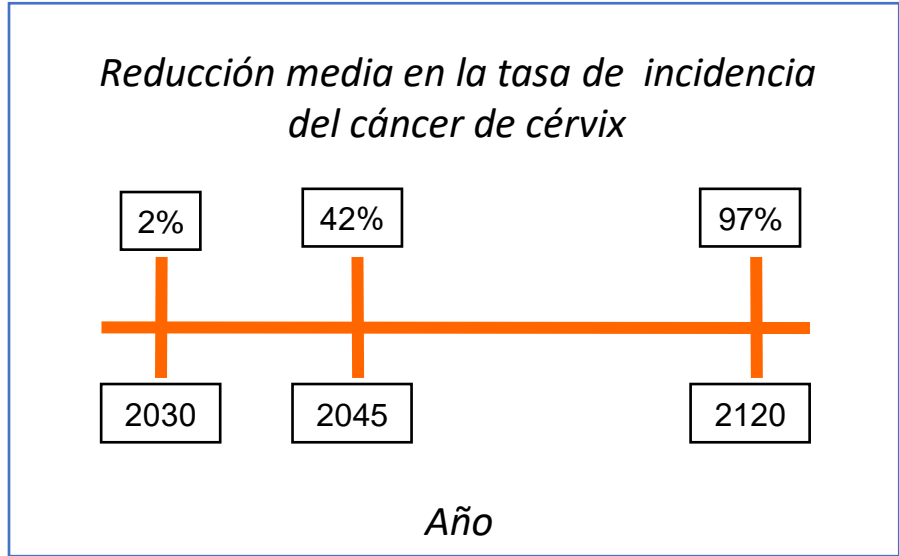 Reducción media en la tasa de incidencia
del cáncer de cérvix
2% 42% 97%
2030 2045 2120
Año